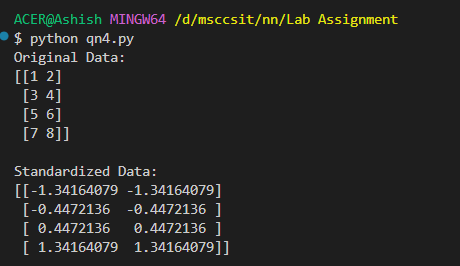 ACER@Ashish MINGW64 /d/msccsit/nn/Lab Assignment
$ python qn4.py
Original Data:
[[1 2]
 [3 4]
 [5 6]
 [7 8]]

Standardized Data:
[[-1.34164079 -1.34164079]
 [-0.4472136  -0.4472136 ]
 [ 0.4472136   0.4472136 ]
 [ 1.34164079  1.34164079]]